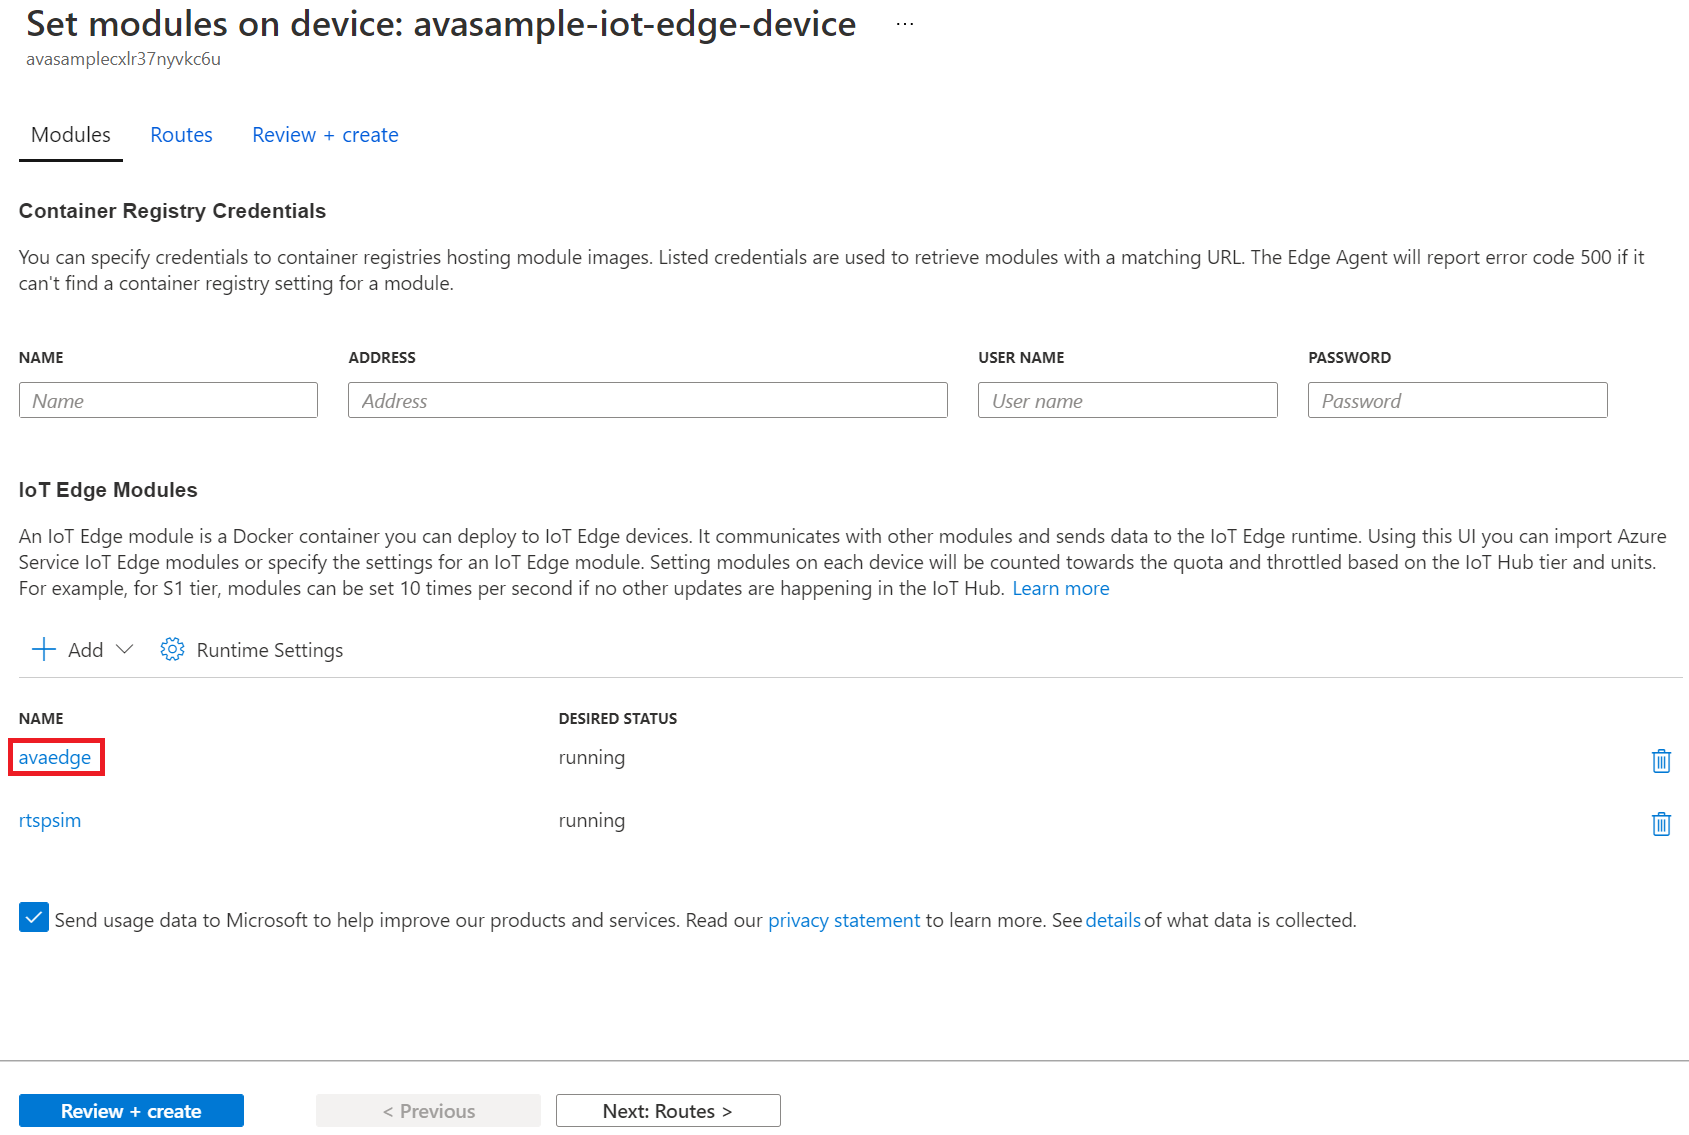 Set modules on device: avasample-iot-edge-device ...
avasamplecxlr37nyvkc6u
Modules Routes Review + create
Container Registry Credentials
You can specify credentials to container registries hosting module images. Listed credentials are used to retrieve modules with a matching URL. The Edge Agent will report error code 500 if it
can't find a container registry setting for a module.
NAME ADDRESS USER NAME PASSWORD
Name Address User name Password
IoT Edge Modules
An IoT Edge module is a Docker container you can deploy to IoT Edge devices. It communicates with other modules and sends data to the IoT Edge runtime. Using this UI you can import Azure
Service IoT Edge modules or specify the settings for an IoT Edge module. Setting modules on each device will be counted towards the quota and throttled based on the IoT Hub tier and units.
For example, for S1 tier, modules can be set 10 times per second if no other updates are happening in the IoT Hub. Learn more
Add Runtime Settings
NAME DESIRED STATUS
avaedge running
rtspsim running
Send usage data to Microsoft to help improve our products and services. Read our privacy statement to learn more. See details of what data is collected.
Review + create < Previous Next: Routes >